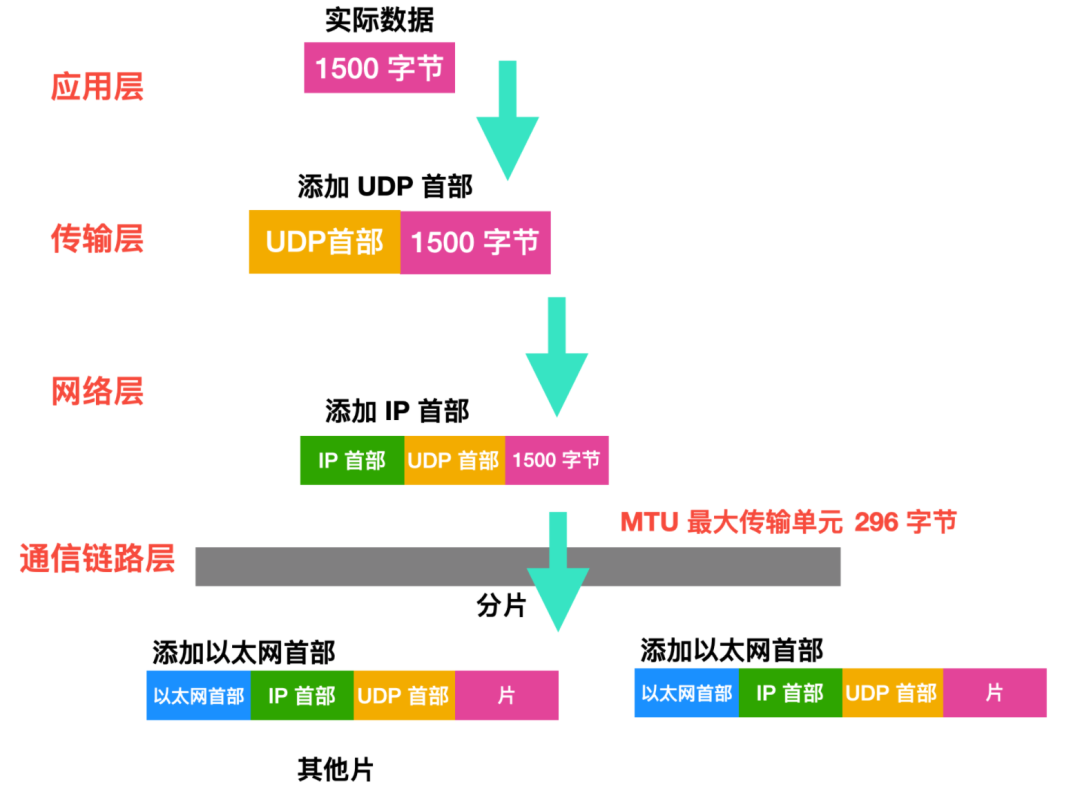 实际数据
1500 字节
应用层
添加 UDP 首部
传输层
UDP首部 1500 字节
网络层
添加 IP 首部
IP 首部 UDP 首部 1500 字节
MTU 最大传输单元 296 字节
通信链路层
分片
添加以太网首部 添加以太网首部
以太网首部 IP 首部 UDP 首部 片 以太网首部 IP 首部 UDP 首部 片
其他片